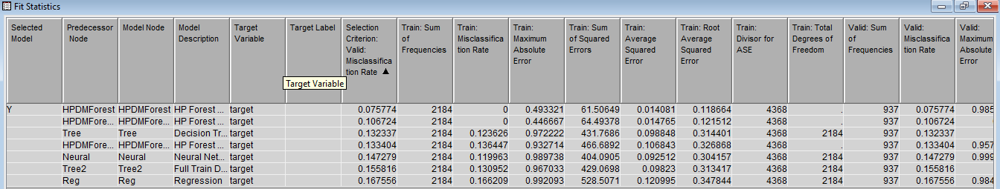 Fit Statistics
Selected Model
Predecessor Node
Model Node
Model Description
Target Variable
Target Label
Selection Criterion: Valid: Misclassifica tion Rate ▲
Train: Sum of Frequencies
Train: Misclassifica tion Rate
Train: Maximum Absolute Error
Train: Sum of Squared Errors
Train: Average Squared Error
Train: Root Average Squared Error
Train: Divisor for ASE
Train: Total Degrees of Freedom
Valid: Sum of Frequencies
Valid: Misclassifica tion Rate
Valid: Maximum Absolute Error
Target Variable
Y HPDMForest HPDMForest HP Forest ... target 0.075774 2184 0 0.493321 61.50649 0.014081 0.118664 4368 . 937 0.075774 0.985
HPDMFore... HPDMFore... HP Forest ... target 0.106724 2184 0 0.446667 64.49378 0.014765 0.121512 4368 . 937 0.106724
Tree Tree Decision Tr... target 0.132337 2184 0.123626 0.972222 431.7686 0.098848 0.314401 4368 2184 937 0.132337
HPDMFore... HPDMFore... HP Forest ... target 0.133404 2184 0.136447 0.932714 466.6892 0.106843 0.326868 4368 . 937 0.133404 0.957
Neural Neural Neural Net... target 0.147279 2184 0.119963 0.989738 404.0905 0.092512 0.304157 4368 2184 937 0.147279 0.999
Tree2 Tree2 Full Train D... target 0.155816 2184 0.130952 0.967033 429.0698 0.09823 0.313417 4368 2184 937 0.155816
Reg Reg Regression target 0.167556 2184 0.166209 0.992093 528.5071 0.120995 0.347844 4368 2184 937 0.167556 0.984